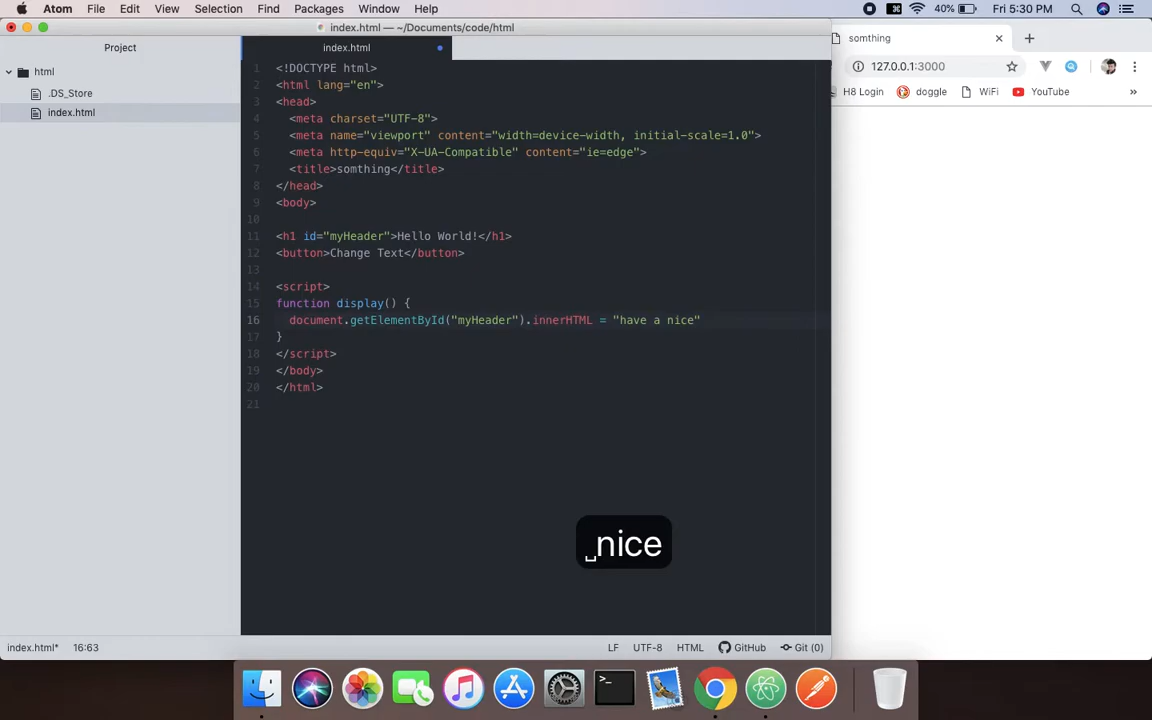 Atom File Edit View Selection Find Packages Window Help 40% Fri 5:30 PM
index.html — ~/Documents/code/html
somthing
Project
index.html
127.0.0.1:3000
html
H8 Login doggle WiFi YouTube »
.DS_Store
index.html
1 <!DOCTYPE html>
2 <html lang="en">
3 <head>
4 <meta charset="UTF-8">
5 <meta name="viewport" content="width=device-width, initial-scale=1.0">
6 <meta http-equiv="X-UA-Compatible" content="ie=edge">
7 <title>somthing</title>
8 </head>
9 <body>
10
11 <h1 id="myHeader">Hello World!</h1>
12 <button>Change Text</button>
13
14 <script>
15 function display() {
16 document.getElementById("myHeader").innerHTML = "have a nice"
17 }
18 </script>
19 </body>
20 </html>
21
␣nice
index.html* 16:63 LF UTF-8 HTML GitHub Git (0)